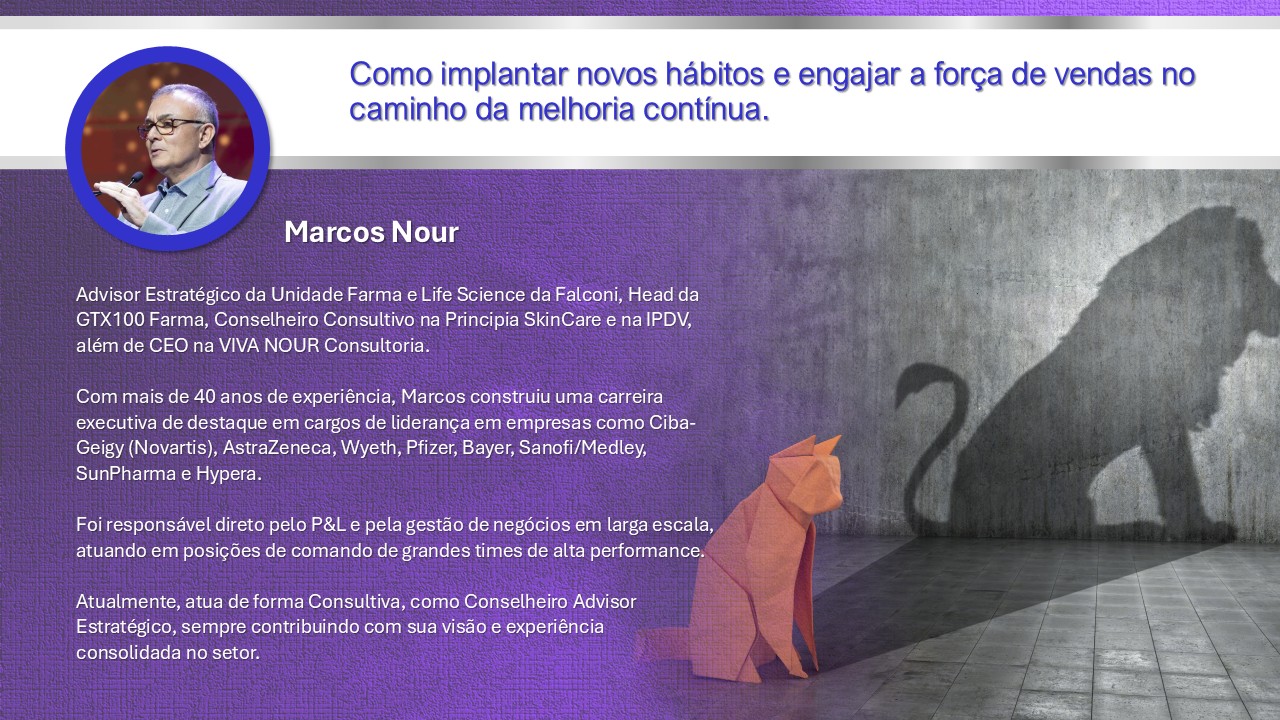 Como implantar novos hábitos e engajar a força de vendas no
caminho da melhoria contínua.
Marcos Nour
Advisor Estratégico da Unidade Farma e Life Science da Falconi, Head da
GTX100 Farma, Conselheiro Consultivo na Principia SkinCare e na IPDV,
além de CEO na VIVA NOUR Consultoria.
Com mais de 40 anos de experiência, Marcos construiu uma carreira
executiva de destaque em cargos de liderança em empresas como Ciba-
Geigy (Novartis), AstraZeneca, Wyeth, Pfizer, Bayer, Sanofi/Medley,
SunPharma e Hypera.
Foi responsável direto pelo P&L e pela gestão de negócios em larga escala,
atuando em posições de comando de grandes times de alta performance.
Atualmente, atua de forma Consultiva, como Conselheiro Advisor
Estratégico, sempre contribuindo com sua visão e experiência
consolidada no setor.